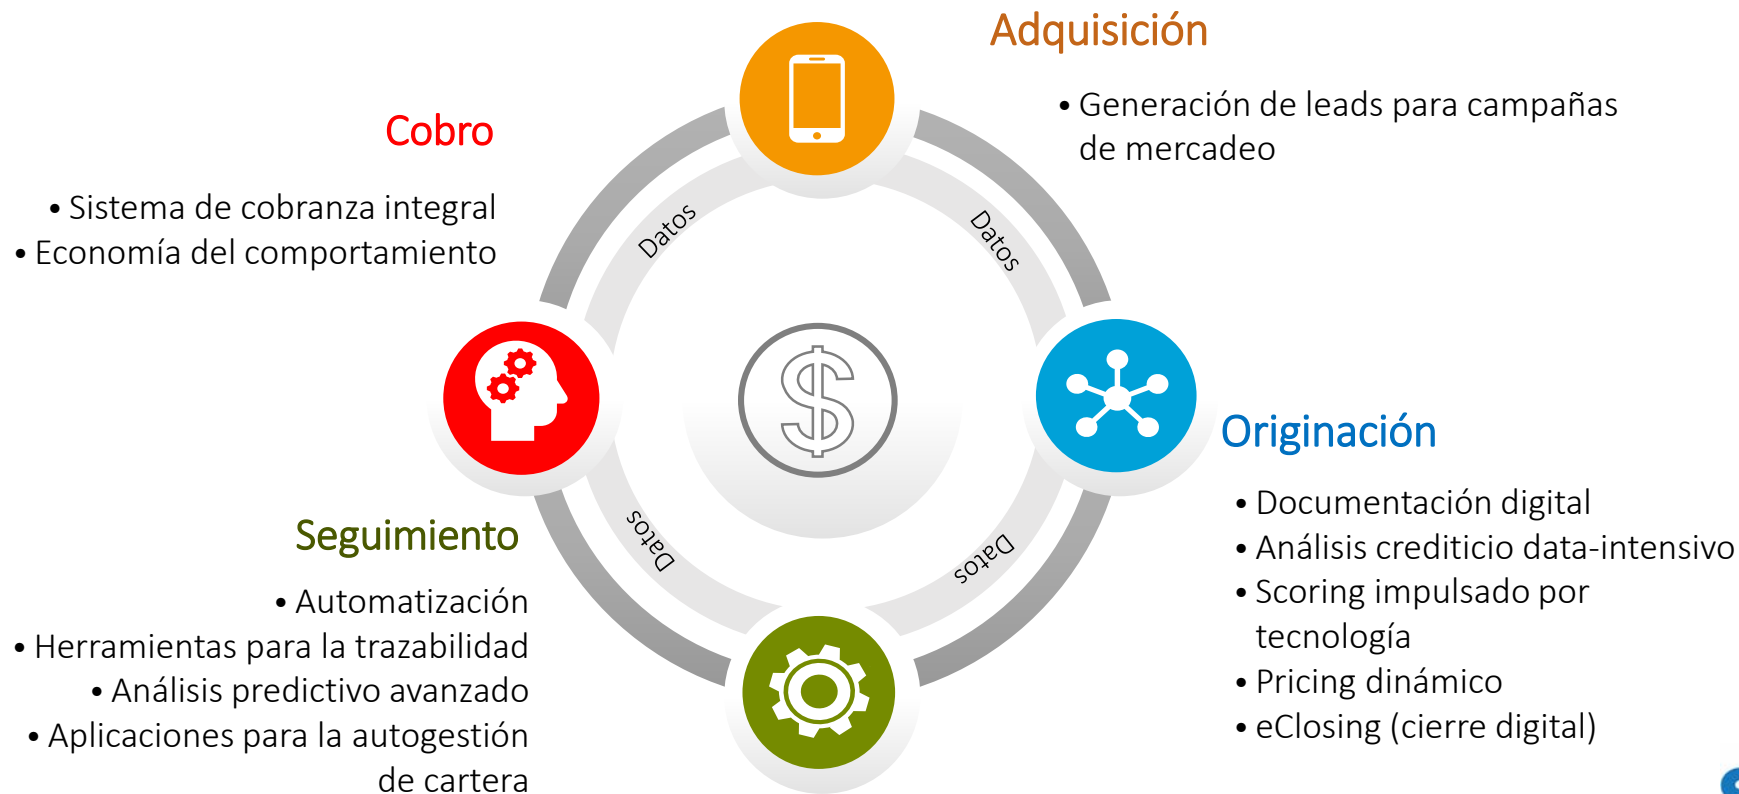 Adquisición
• Generación de leads para campañas
de mercadeo
Cobro
• Sistema de cobranza integral
• Economía del comportamiento
Datos
Datos
$
Originación
• Documentación digital
• Análisis crediticio data-intensivo
• Scoring impulsado por
tecnología
• Pricing dinámico
• eClosing (cierre digital)
Seguimiento
• Automatización
• Herramientas para la trazabilidad
• Análisis predictivo avanzado
• Aplicaciones para la autogestión
de cartera
Datos
Datos